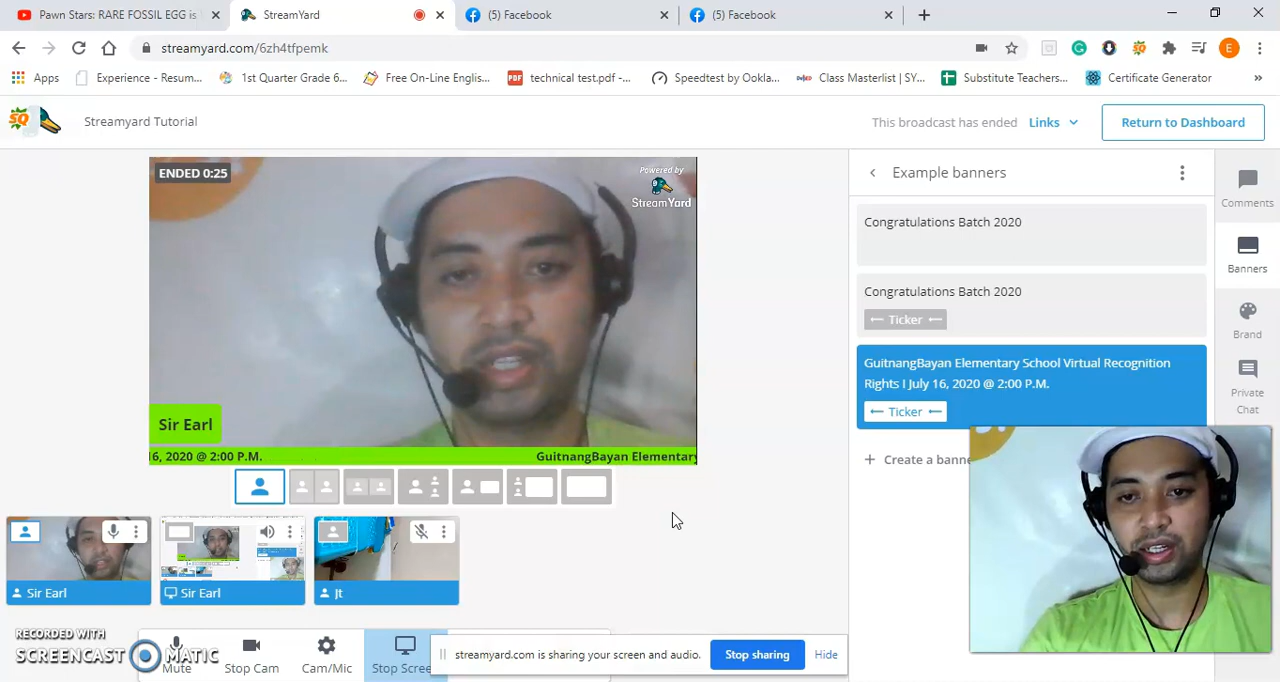 Pawn Stars: RARE FOSSIL EGG is
StreamYard
(5) Facebook
(5) Facebook
streamyard.com/6zh4tfpemk
E
Apps
Experience - Resum...
1st Quarter Grade 6...
Free On-Line Englis...
PDF
technical test.pdf -...
Speedtest by Ookla...
Class Masterlist | SY...
Substitute Teachers...
Certificate Generator
»
SQ
Streamyard Tutorial
This broadcast has ended
Links
Return to Dashboard
ENDED 0:25
Powered by
StreamYard
Sir Earl
16, 2020 @ 2:00 P.M.
GuitnangBayan Elementary
Example banners
Congratulations Batch 2020
Congratulations Batch 2020
Ticker
GuitnangBayan Elementary School Virtual Recognition
Rights I July 16, 2020 @ 2:00 P.M.
Ticker
+ Create a banne
Comments
Banners
Brand
Private
Chat
Sir Earl
Sir Earl
Jt
RECORDED WITH
SCREENCAST MATIC
Mute
Stop Cam
Cam/Mic
Stop Scree
streamyard.com is sharing your screen and audio.
Stop sharing
Hide